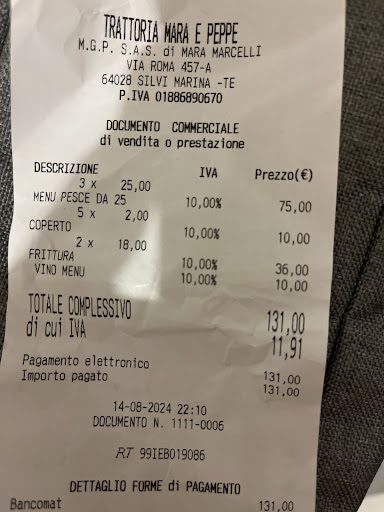 TRATTORIA MARA E PEPPE
M.G.P. S.A.S. di MARA MARCELLI
VIA ROMA 457-A
64028 SILVI MARINA -TE
P.IVA 01886890670
DOCUMENTO COMMERCIALE
di vendita o prestazione
DESCRIZIONE IVA Prezzo(€)
3 x 25,00
MENU PESCE DA 25 10,00% 75,00
5 x 2,00
COPERTO 10,00% 10,00
2 x 18,00
FRITTURA 10,00% 36,00
VINO MENU 10,00% 10,00
TOTALE COMPLESSIVO 131,00
di cui IVA 11,91
Pagamento elettronico 131,00
Importo pagato 131,00
14-08-2024 22:10
DOCUMENTO N. 1111-0006
RT 99IEB019086
DETTAGLIO FORME di PAGAMENTO
Bancomat 131,00